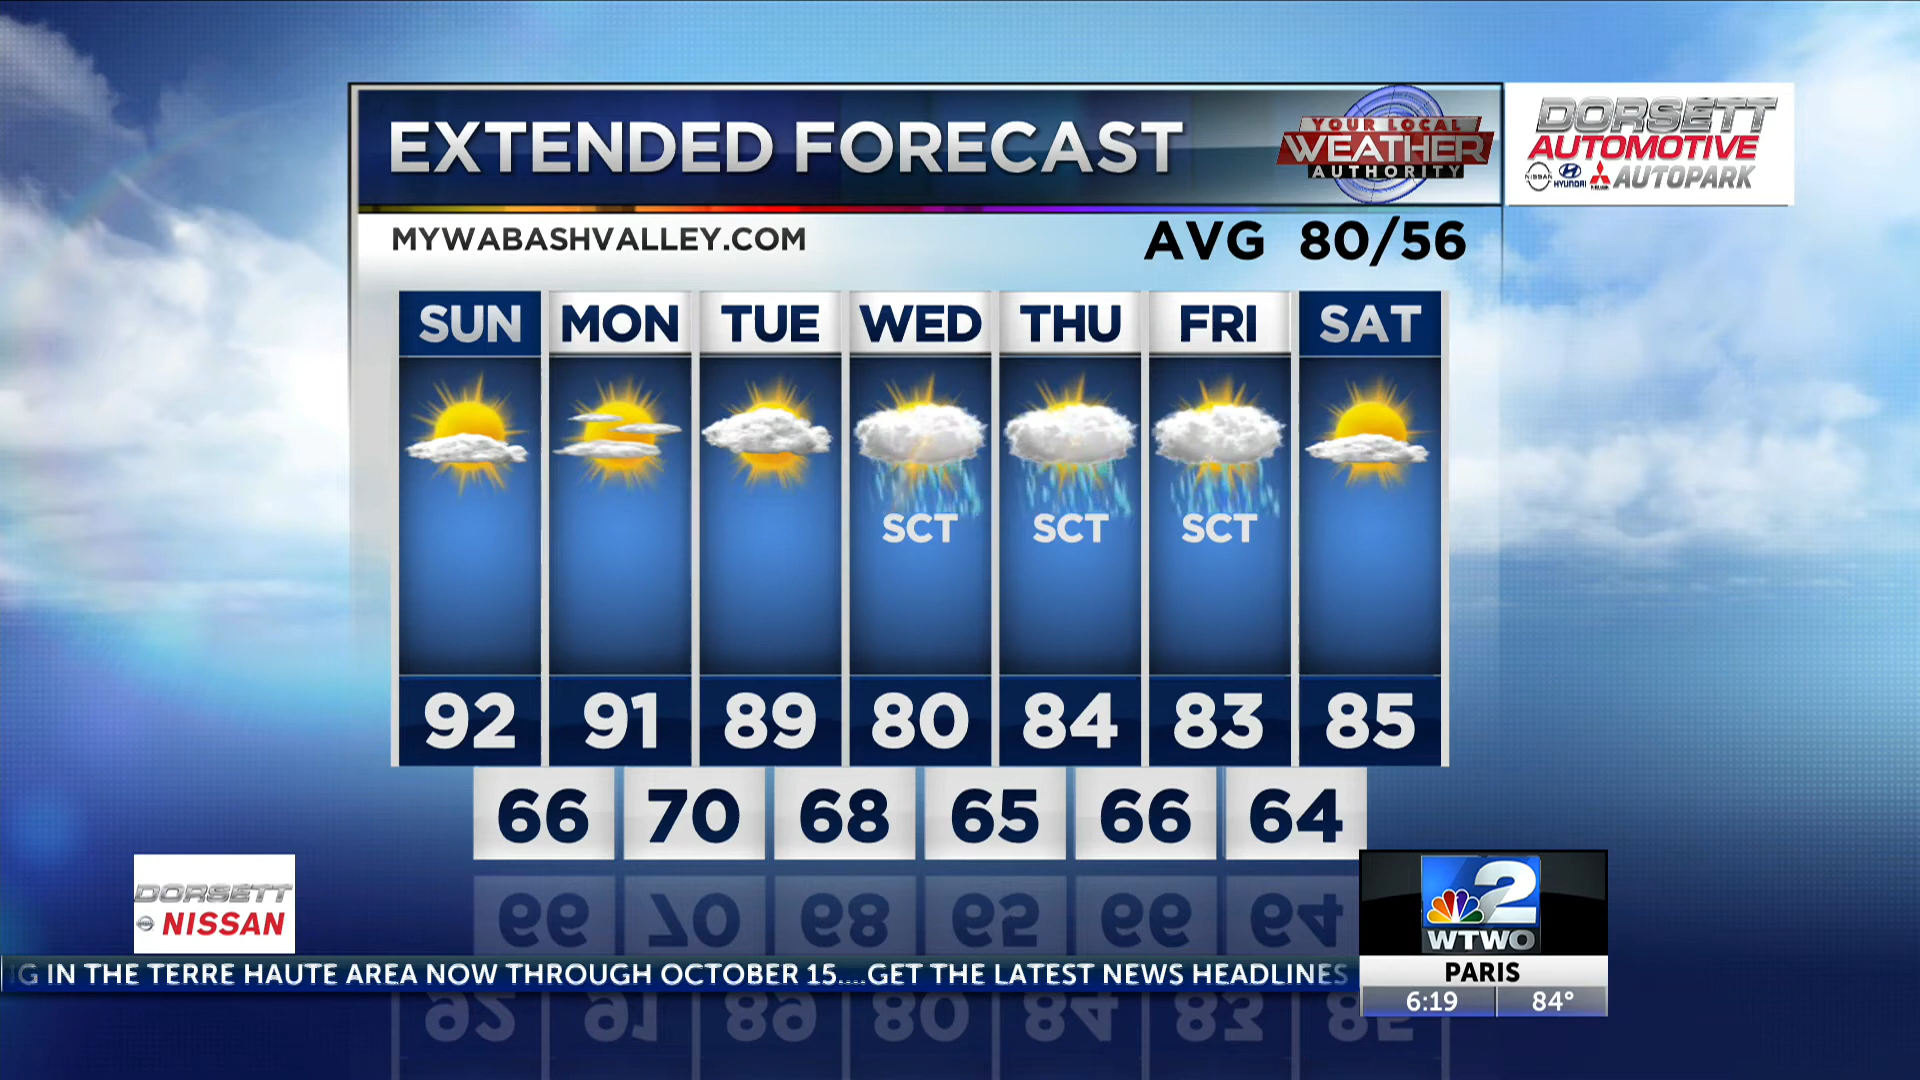 EXTENDED FORECAST
YOUR LOCAL
WEATHER
AUTHORITY
DORSETT
AUTOMOTIVE
NISSAN HYUNDAI
AUTOPARK
MYWABASHVALLEY.COM
AVG 80/56
SUN MON TUE WED THU FRI SAT
SCT SCT SCT
92 91 89 80 84 83 85
66 70 68 65 66 64
DORSETT
NISSAN
2
WTWO
G IN THE TERRE HAUTE AREA NOW THROUGH OCTOBER 15....GET THE LATEST NEWS HEADLINES
PARIS
6:19 84°